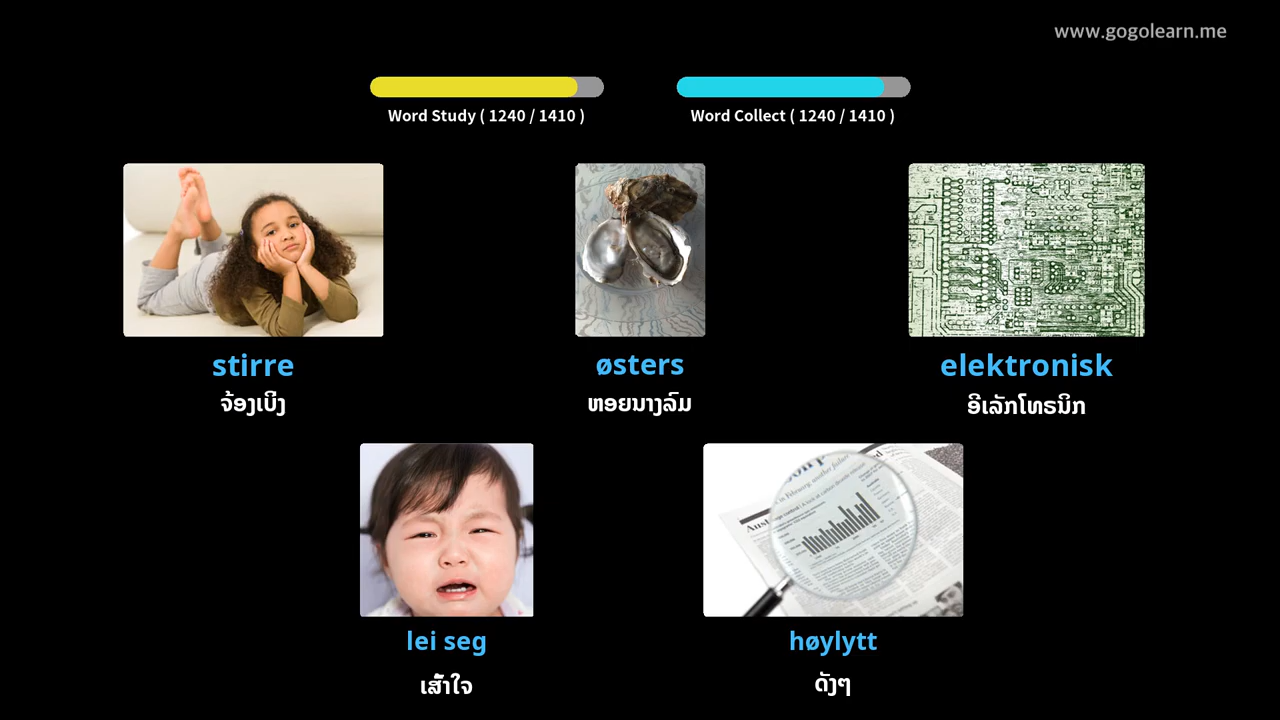 www.gogolearn.me
Word Study ( 1240 / 1410 )
Word Collect ( 1240 / 1410 )
stirre
ຈ້ອງເບິ່ງ
østers
ຫອຍນາງລົມ
elektronisk
ອີເລັກໂທຣນິກ
lei seg
ເສົ້າໃຈ
høylytt
ດັງໆ